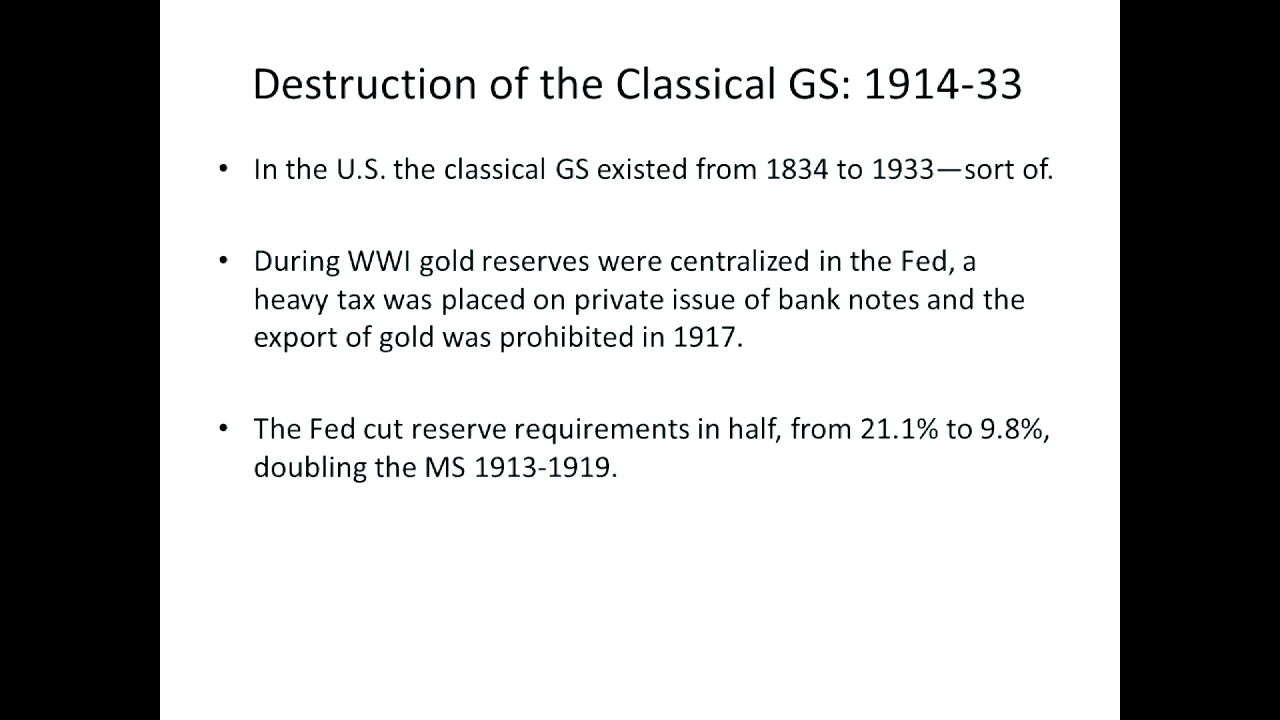 Destruction of the Classical GS: 1914-33
• In the U.S. the classical GS existed from 1834 to 1933—sort of.
• During WWI gold reserves were centralized in the Fed, a
heavy tax was placed on private issue of bank notes and the
export of gold was prohibited in 1917.
• The Fed cut reserve requirements in half, from 21.1% to 9.8%,
doubling the MS 1913-1919.